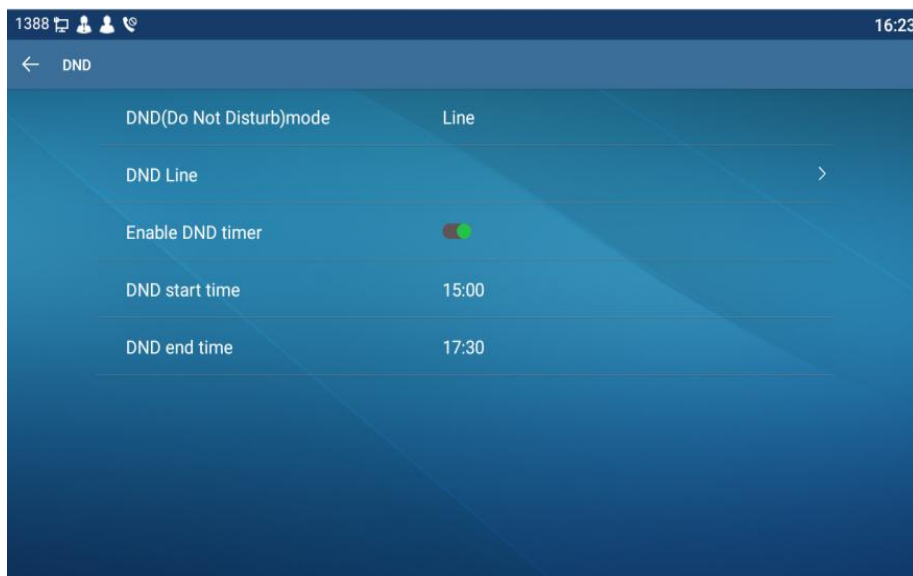 1388
16:23
DND
DND(Do Not Disturb)mode Line
DND Line
Enable DND timer
DND start time 15:00
DND end time 17:30